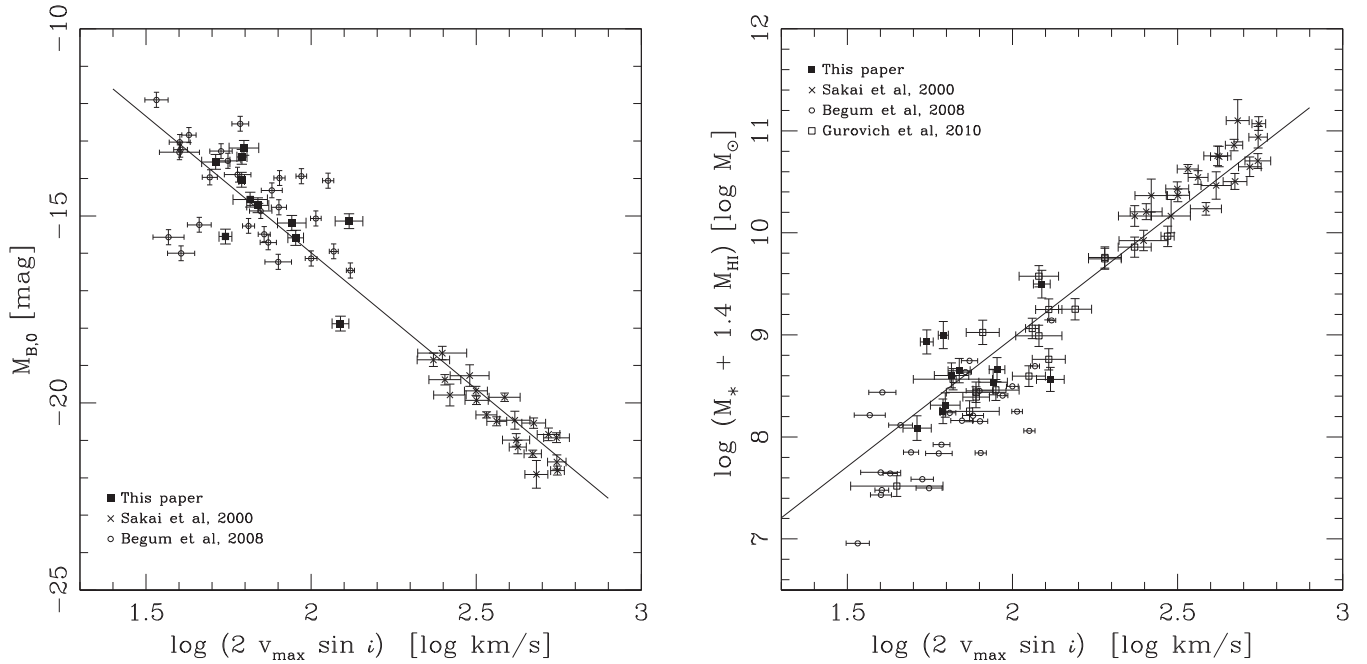 −10
−15
−20
−25
M_B,0 [mag]
This paper
Sakai et al, 2000
Begum et al, 2008
1.5 2 2.5 3
log (2 v_max sin i) [log km/s]
12
11
10
9
8
7
log (M_* + 1.4 M_HI) [log M_⊙]
This paper
Sakai et al, 2000
Begum et al, 2008
Gurovich et al, 2010
1.5 2 2.5 3
log (2 v_max sin i) [log km/s]